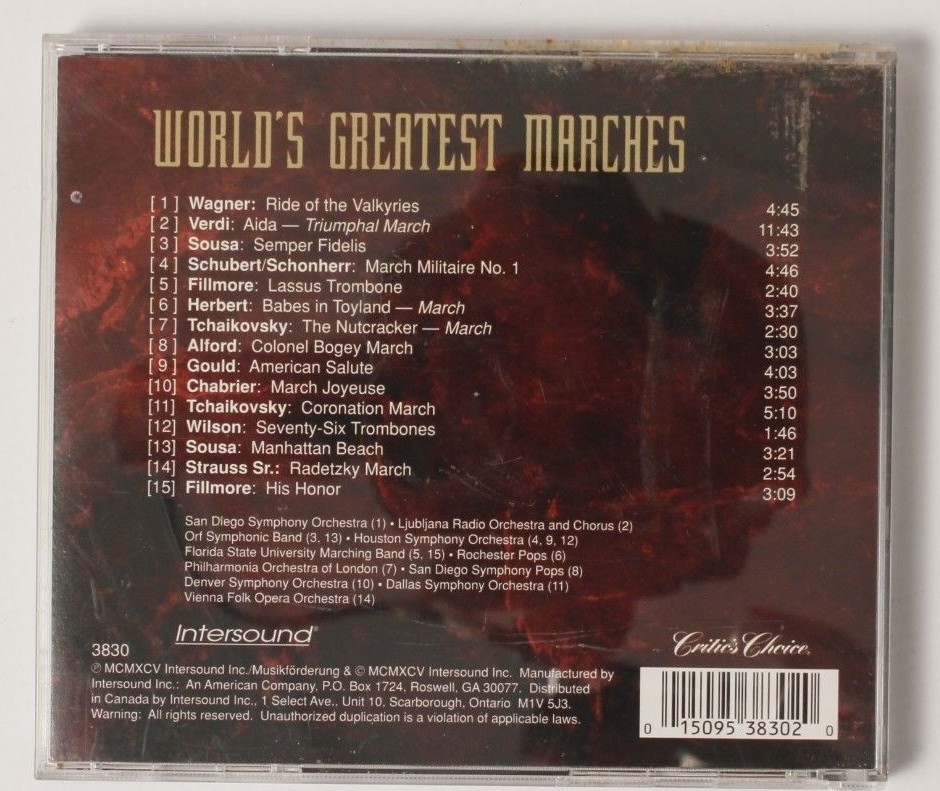 WORLD'S GREATEST MARCHES
[ 1 ] Wagner: Ride of the Valkyries 4:45
[ 2 ] Verdi: Aida — Triumphal March 11:43
[ 3 ] Sousa: Semper Fidelis 3:52
[ 4 ] Schubert/Schonherr: March Militaire No. 1 4:46
[ 5 ] Fillmore: Lassus Trombone 2:40
[ 6 ] Herbert: Babes in Toyland — March 3:37
[ 7 ] Tchaikovsky: The Nutcracker — March 2:30
[ 8 ] Alford: Colonel Bogey March 3:03
[ 9 ] Gould: American Salute 4:03
[10] Chabrier: March Joyeuse 3:50
[11] Tchaikovsky: Coronation March 5:10
[12] Wilson: Seventy-Six Trombones 1:46
[13] Sousa: Manhattan Beach 3:21
[14] Strauss Sr.: Radetzky March 2:54
[15] Fillmore: His Honor 3:09
San Diego Symphony Orchestra (1) • Ljubljana Radio Orchestra and Chorus (2)
Orf Symphonic Band (3, 13) • Houston Symphony Orchestra (4, 9, 12)
Florida State University Marching Band (5, 15) • Rochester Pops (6)
Philharmonia Orchestra of London (7) • San Diego Symphony Pops (8)
Denver Symphony Orchestra (10) • Dallas Symphony Orchestra (11)
Vienna Folk Opera Orchestra (14)
Intersound®
Critic's Choice
3830
℗ MCMXCV Intersound Inc./Musikförderung & © MCMXCV Intersound Inc. Manufactured by
Intersound Inc.: An American Company, P.O. Box 1724, Roswell, GA 30077. Distributed
in Canada by Intersound Inc., 1 Select Ave., Unit 10, Scarborough, Ontario M1V 5J3.
Warning: All rights reserved. Unauthorized duplication is a violation of applicable laws.
0 15095 38302 0